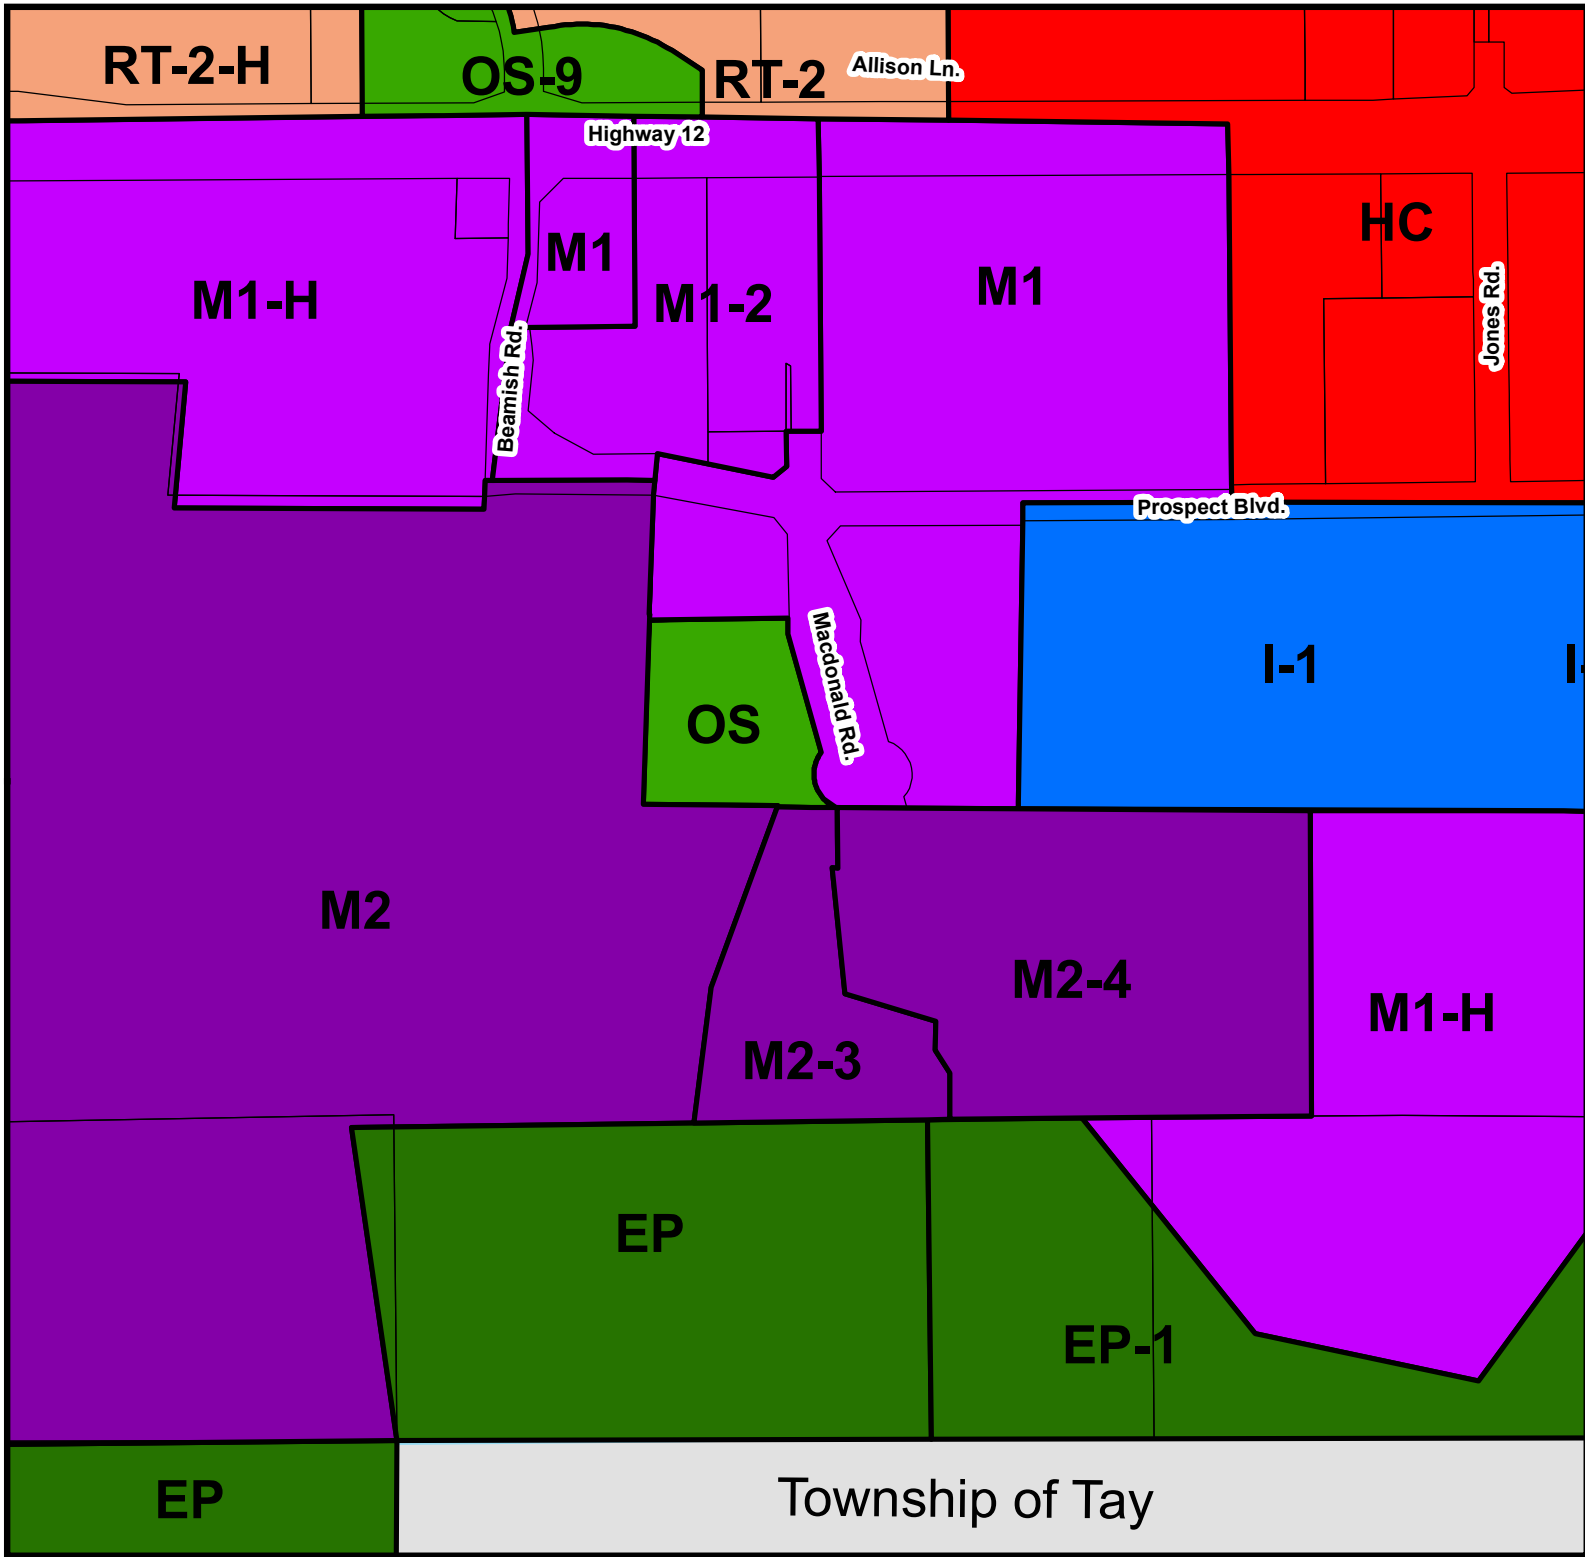 RT-2-H
OS-9
RT-2
Allison Ln.
Highway 12
M1-H
M1
M1-2
M1
HC
Beamish Rd.
Jones Rd.
Prospect Blvd.
I-1
I-
OS
Macdonald Rd.
M2
M2-4
M1-H
M2-3
EP
EP-1
EP
Township of Tay